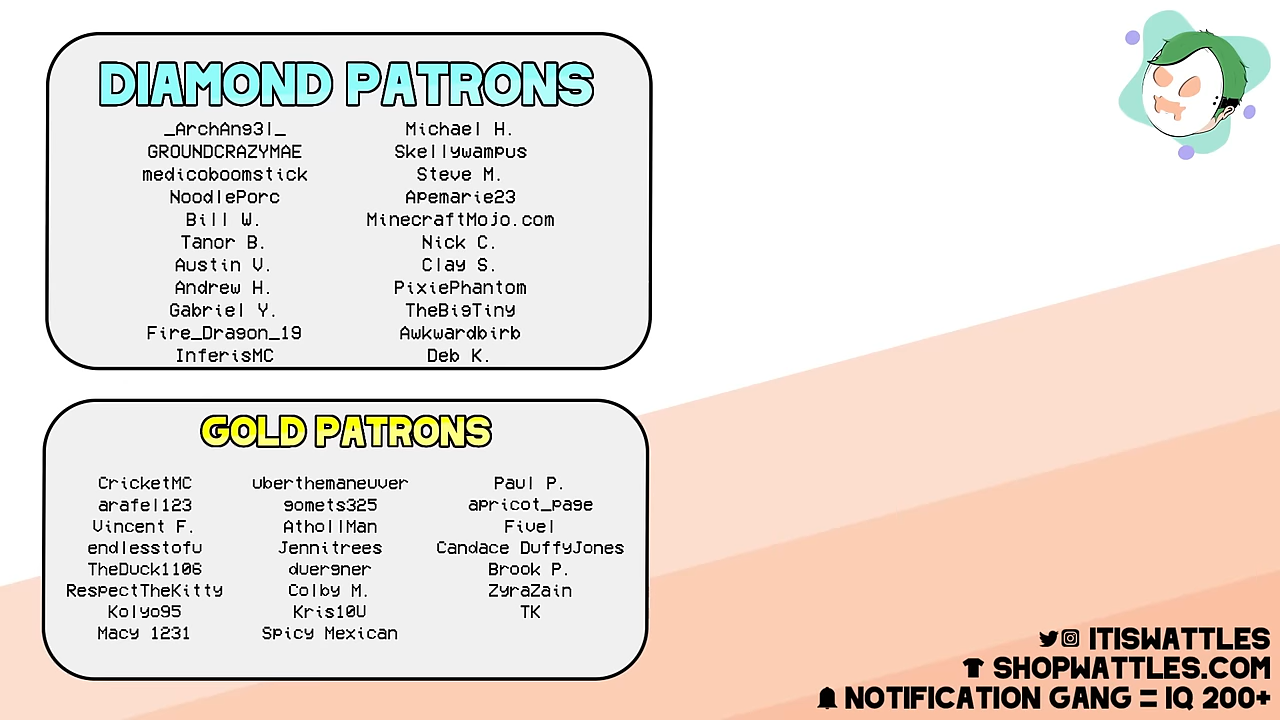 DIAMOND PATRONS
_ArchAng3l_
GROUNDCRAZYMAE
medicoboomstick
NoodlePorc
Bill W.
Tanor B.
Austin V.
Andrew H.
Gabriel Y.
Fire_Dragon_19
InferisMC
Michael H.
Skellywampus
Steve M.
Apemarie23
MinecraftMojo.com
Nick C.
Clay S.
PixiePhantom
TheBigTiny
Awkwardbirb
Deb K.
GOLD PATRONS
CricketMC
arafel123
Vincent F.
endlesstofu
TheDuck1106
RespectTheKitty
Kolyo95
Macy 1231
uberthemaneuver
gomets325
AthollMan
Jennitrees
duergner
Colby M.
Kris10U
Spicy Mexican
Paul P.
apricot_page
Fivel
Candace DuffyJones
Brook P.
ZyraZain
TK
ITISWATTLES
SHOPWATTLES.COM
NOTIFICATION GANG = IQ 200+